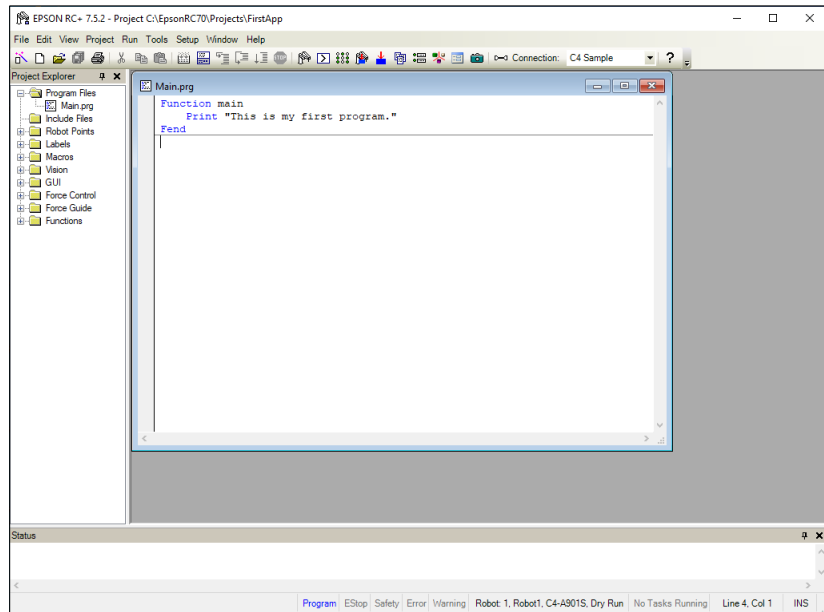 EPSON RC+ 7.5.2 - Project C:\EpsonRC70\Projects\FirstApp
File Edit View Project Run Tools Setup Window Help
Connection: C4 Sample
Project Explorer
Program Files
Main.prg
Include Files
Robot Points
Labels
Macros
Vision
GUI
Force Control
Force Guide
Functions
Main.prg
Function main
Print "This is my first program."
Fend
Status
Program EStop Safety Error Warning Robot: 1, Robot1, C4-A901S, Dry Run No Tasks Running Line 4, Col 1 INS